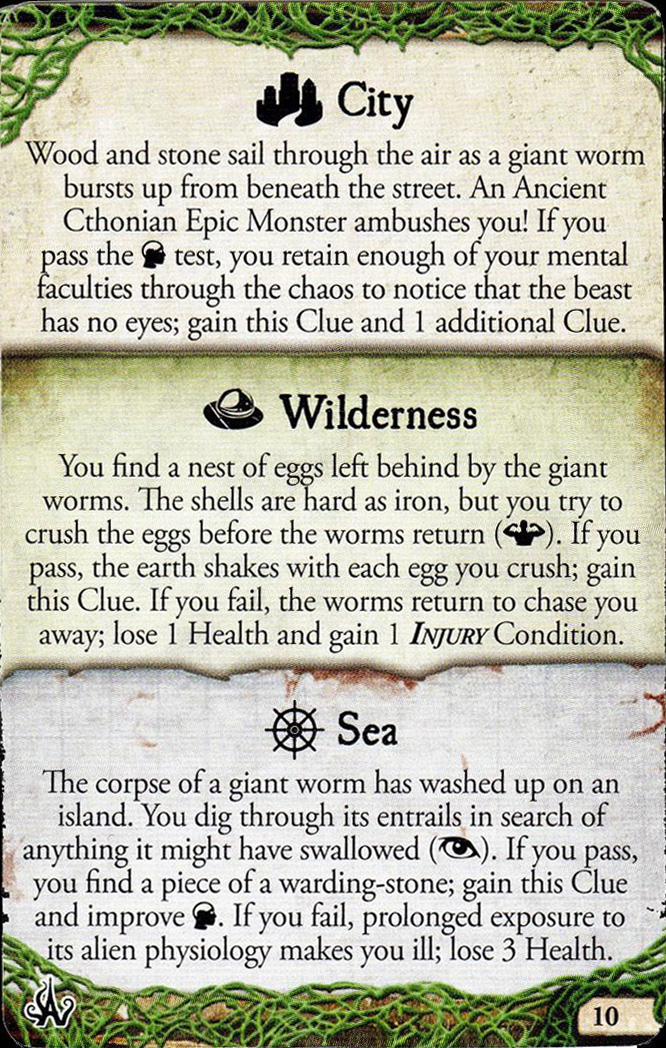 City
Wood and stone sail through the air as a giant worm
bursts up from beneath the street. An Ancient
Cthonian Epic Monster ambushes you! If you
pass the test, you retain enough of your mental
faculties through the chaos to notice that the beast
has no eyes; gain this Clue and 1 additional Clue.
Wilderness
You find a nest of eggs left behind by the giant
worms. The shells are hard as iron, but you try to
crush the eggs before the worms return ( ). If you
pass, the earth shakes with each egg you crush; gain
this Clue. If you fail, the worms return to chase you
away; lose 1 Health and gain 1 INJURY Condition.
Sea
The corpse of a giant worm has washed up on an
island. You dig through its entrails in search of
anything it might have swallowed ( ). If you pass,
you find a piece of a warding-stone; gain this Clue
and improve . If you fail, prolonged exposure to
its alien physiology makes you ill; lose 3 Health.
10